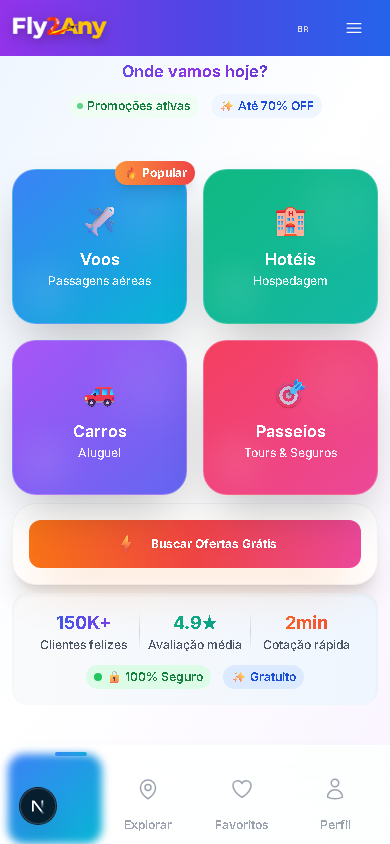 Fly2Any
BR
Onde vamos hoje?
Promoções ativas
Até 70% OFF
Popular
Voos
Passagens aéreas
Hotéis
Hospedagem
Carros
Aluguel
Passeios
Tours & Seguros
Buscar Ofertas Grátis
150K+
Clientes felizes
4.9★
Avaliação média
2min
Cotação rápida
100% Seguro
Gratuito
N
Explorar
Favoritos
Perfil